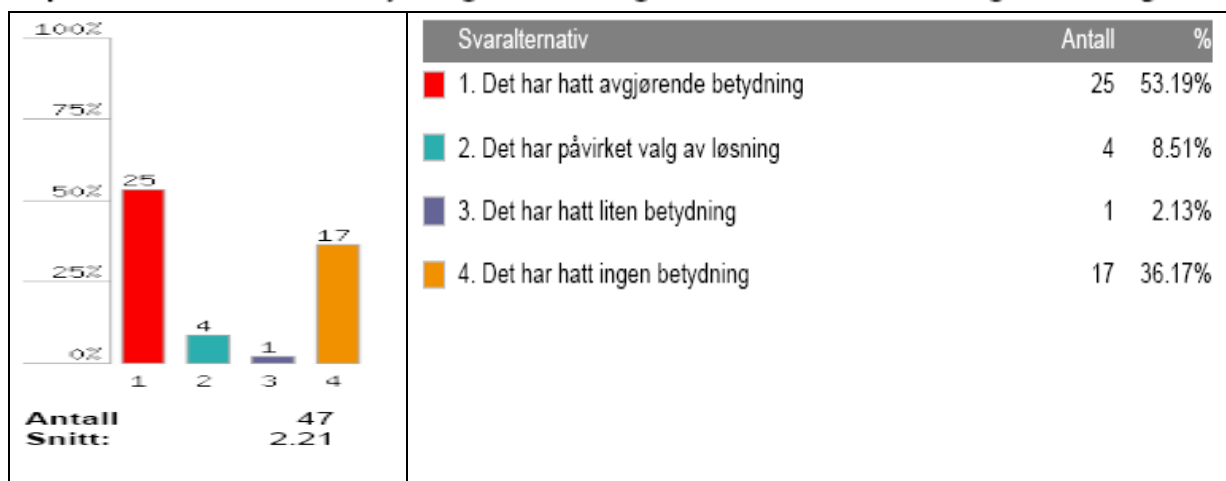 100%
75%
50%
25%
0%
25
4
1
17
1 2 3 4
Antall 47
Snitt: 2.21
Svaralternativ Antall %
1. Det har hatt avgjørende betydning 25 53.19%
2. Det har påvirket valg av løsning 4 8.51%
3. Det har hatt liten betydning 1 2.13%
4. Det har hatt ingen betydning 17 36.17%